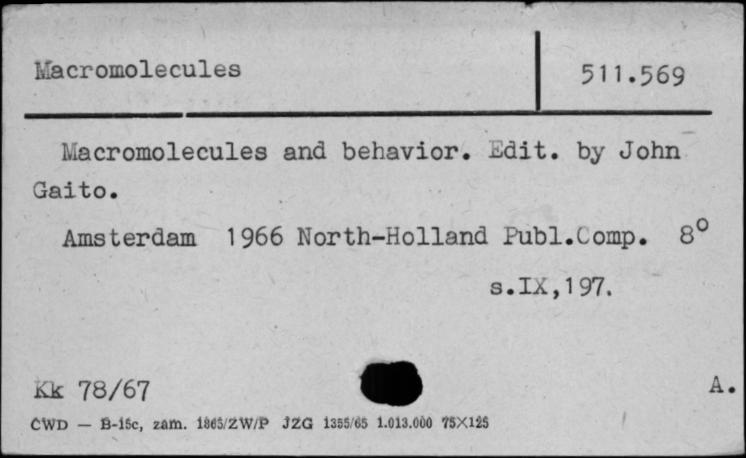 Macromolecules
511.569
Macromolecules and behavior. Edit. by John
Gaito.
Amsterdam 1966 North-Holland Publ.Comp. 8°
s.IX,197.
Kk 78/67
A.
CWD — B-15c, zam. 1865/ZW/P JZG 1355/65 1.013.000 75X125